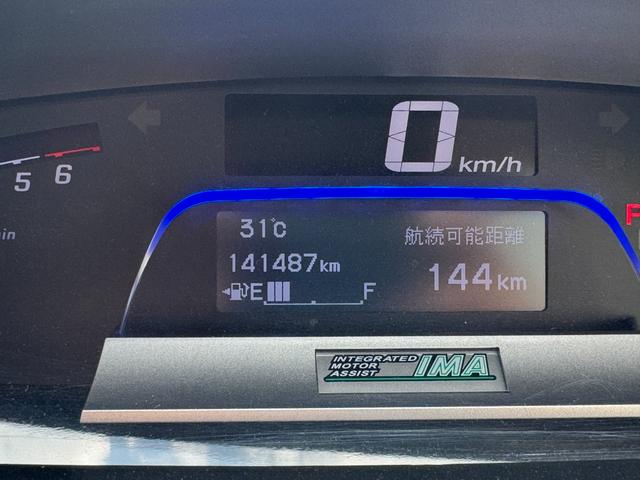 0 km/h
5 6
31℃
航続可能距離
141487km
144km
E F
INTEGRATED
MOTOR
ASSIST
IMA